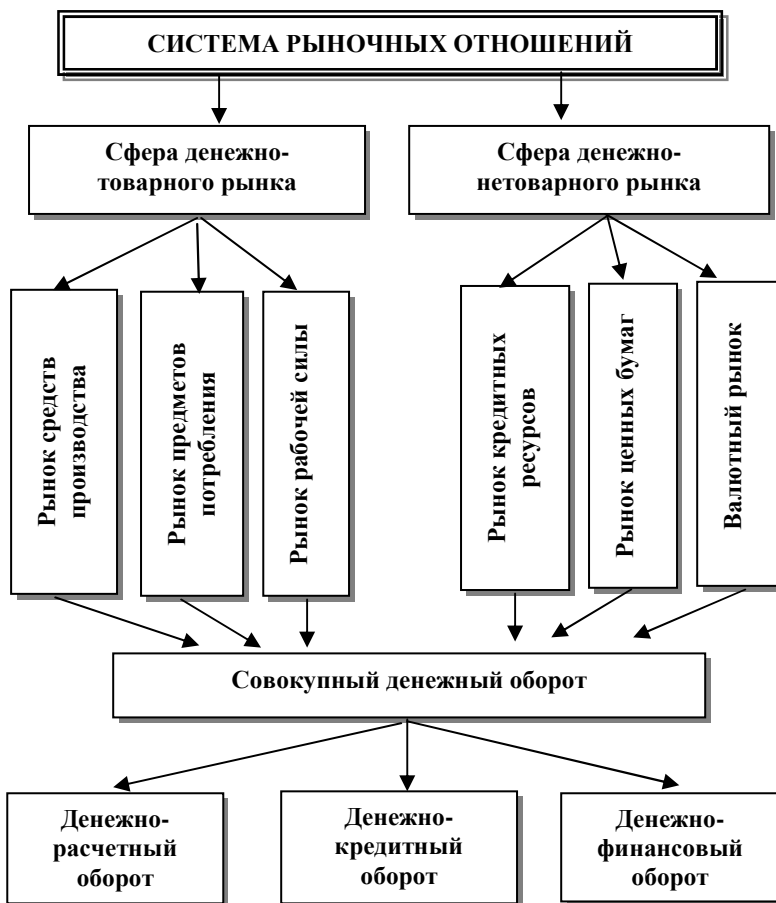 СИСТЕМА РЫНОЧНЫХ ОТНОШЕНИЙ
Сфера денежно-
товарного рынка
Сфера денежно-
нетоварного рынка
Рынок средств
производства
Рынок предметов
потребления
Рынок рабочей силы
Рынок кредитных
ресурсов
Рынок ценных бумаг
Валютный рынок
Совокупный денежный оборот
Денежно-
расчетный
оборот
Денежно-
кредитный
оборот
Денежно-
финансовый
оборот